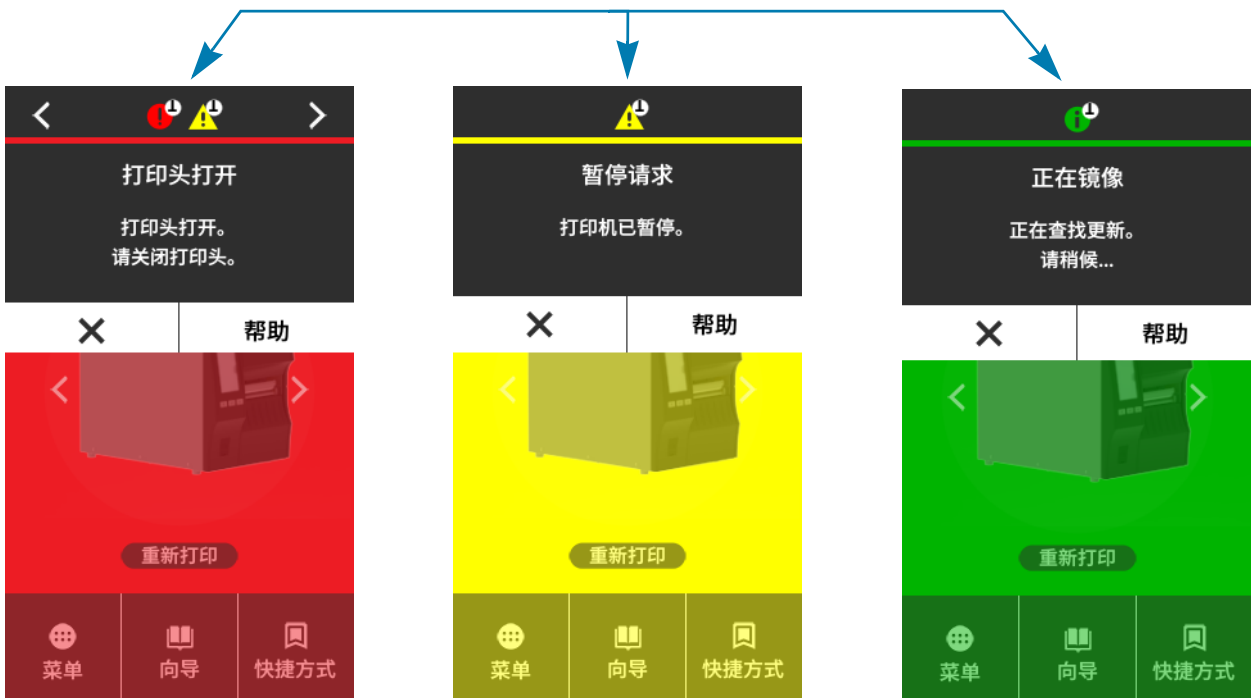 打印头打开
打印头打开。
请关闭打印头。
帮助
重新打印
菜单
向导
快捷方式
暂停请求
打印机已暂停。
帮助
重新打印
菜单
向导
快捷方式
正在镜像
正在查找更新。
请稍候...
帮助
重新打印
菜单
向导
快捷方式